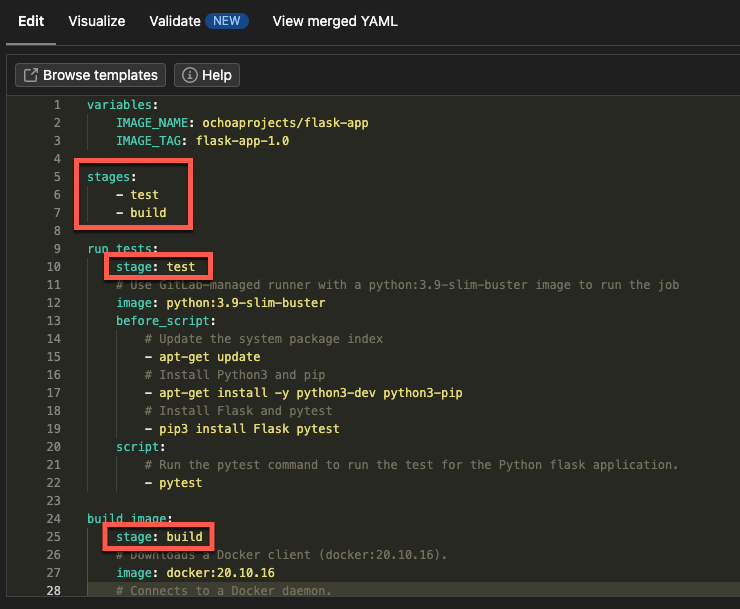 Edit Visualize Validate NEW View merged YAML
Browse templates Help
1 variables:
2 IMAGE_NAME: ochoaprojects/flask-app
3 IMAGE_TAG: flask-app-1.0
4
5 stages:
6 - test
7 - build
8
9 run_tests:
10 stage: test
11 # Use GitLab-managed runner with a python:3.9-slim-buster image to run the job
12 image: python:3.9-slim-buster
13 before_script:
14 # Update the system package index
15 - apt-get update
16 # Install Python3 and pip
17 - apt-get install -y python3-dev python3-pip
18 # Install Flask and pytest
19 - pip3 install Flask pytest
20 script:
21 # Run the pytest command to run the test for the Python flask application.
22 - pytest
23
24 build_image:
25 stage: build
26 # Downloads a Docker client (docker:20.10.16).
27 image: docker:20.10.16
28 # Connects to a Docker daemon.